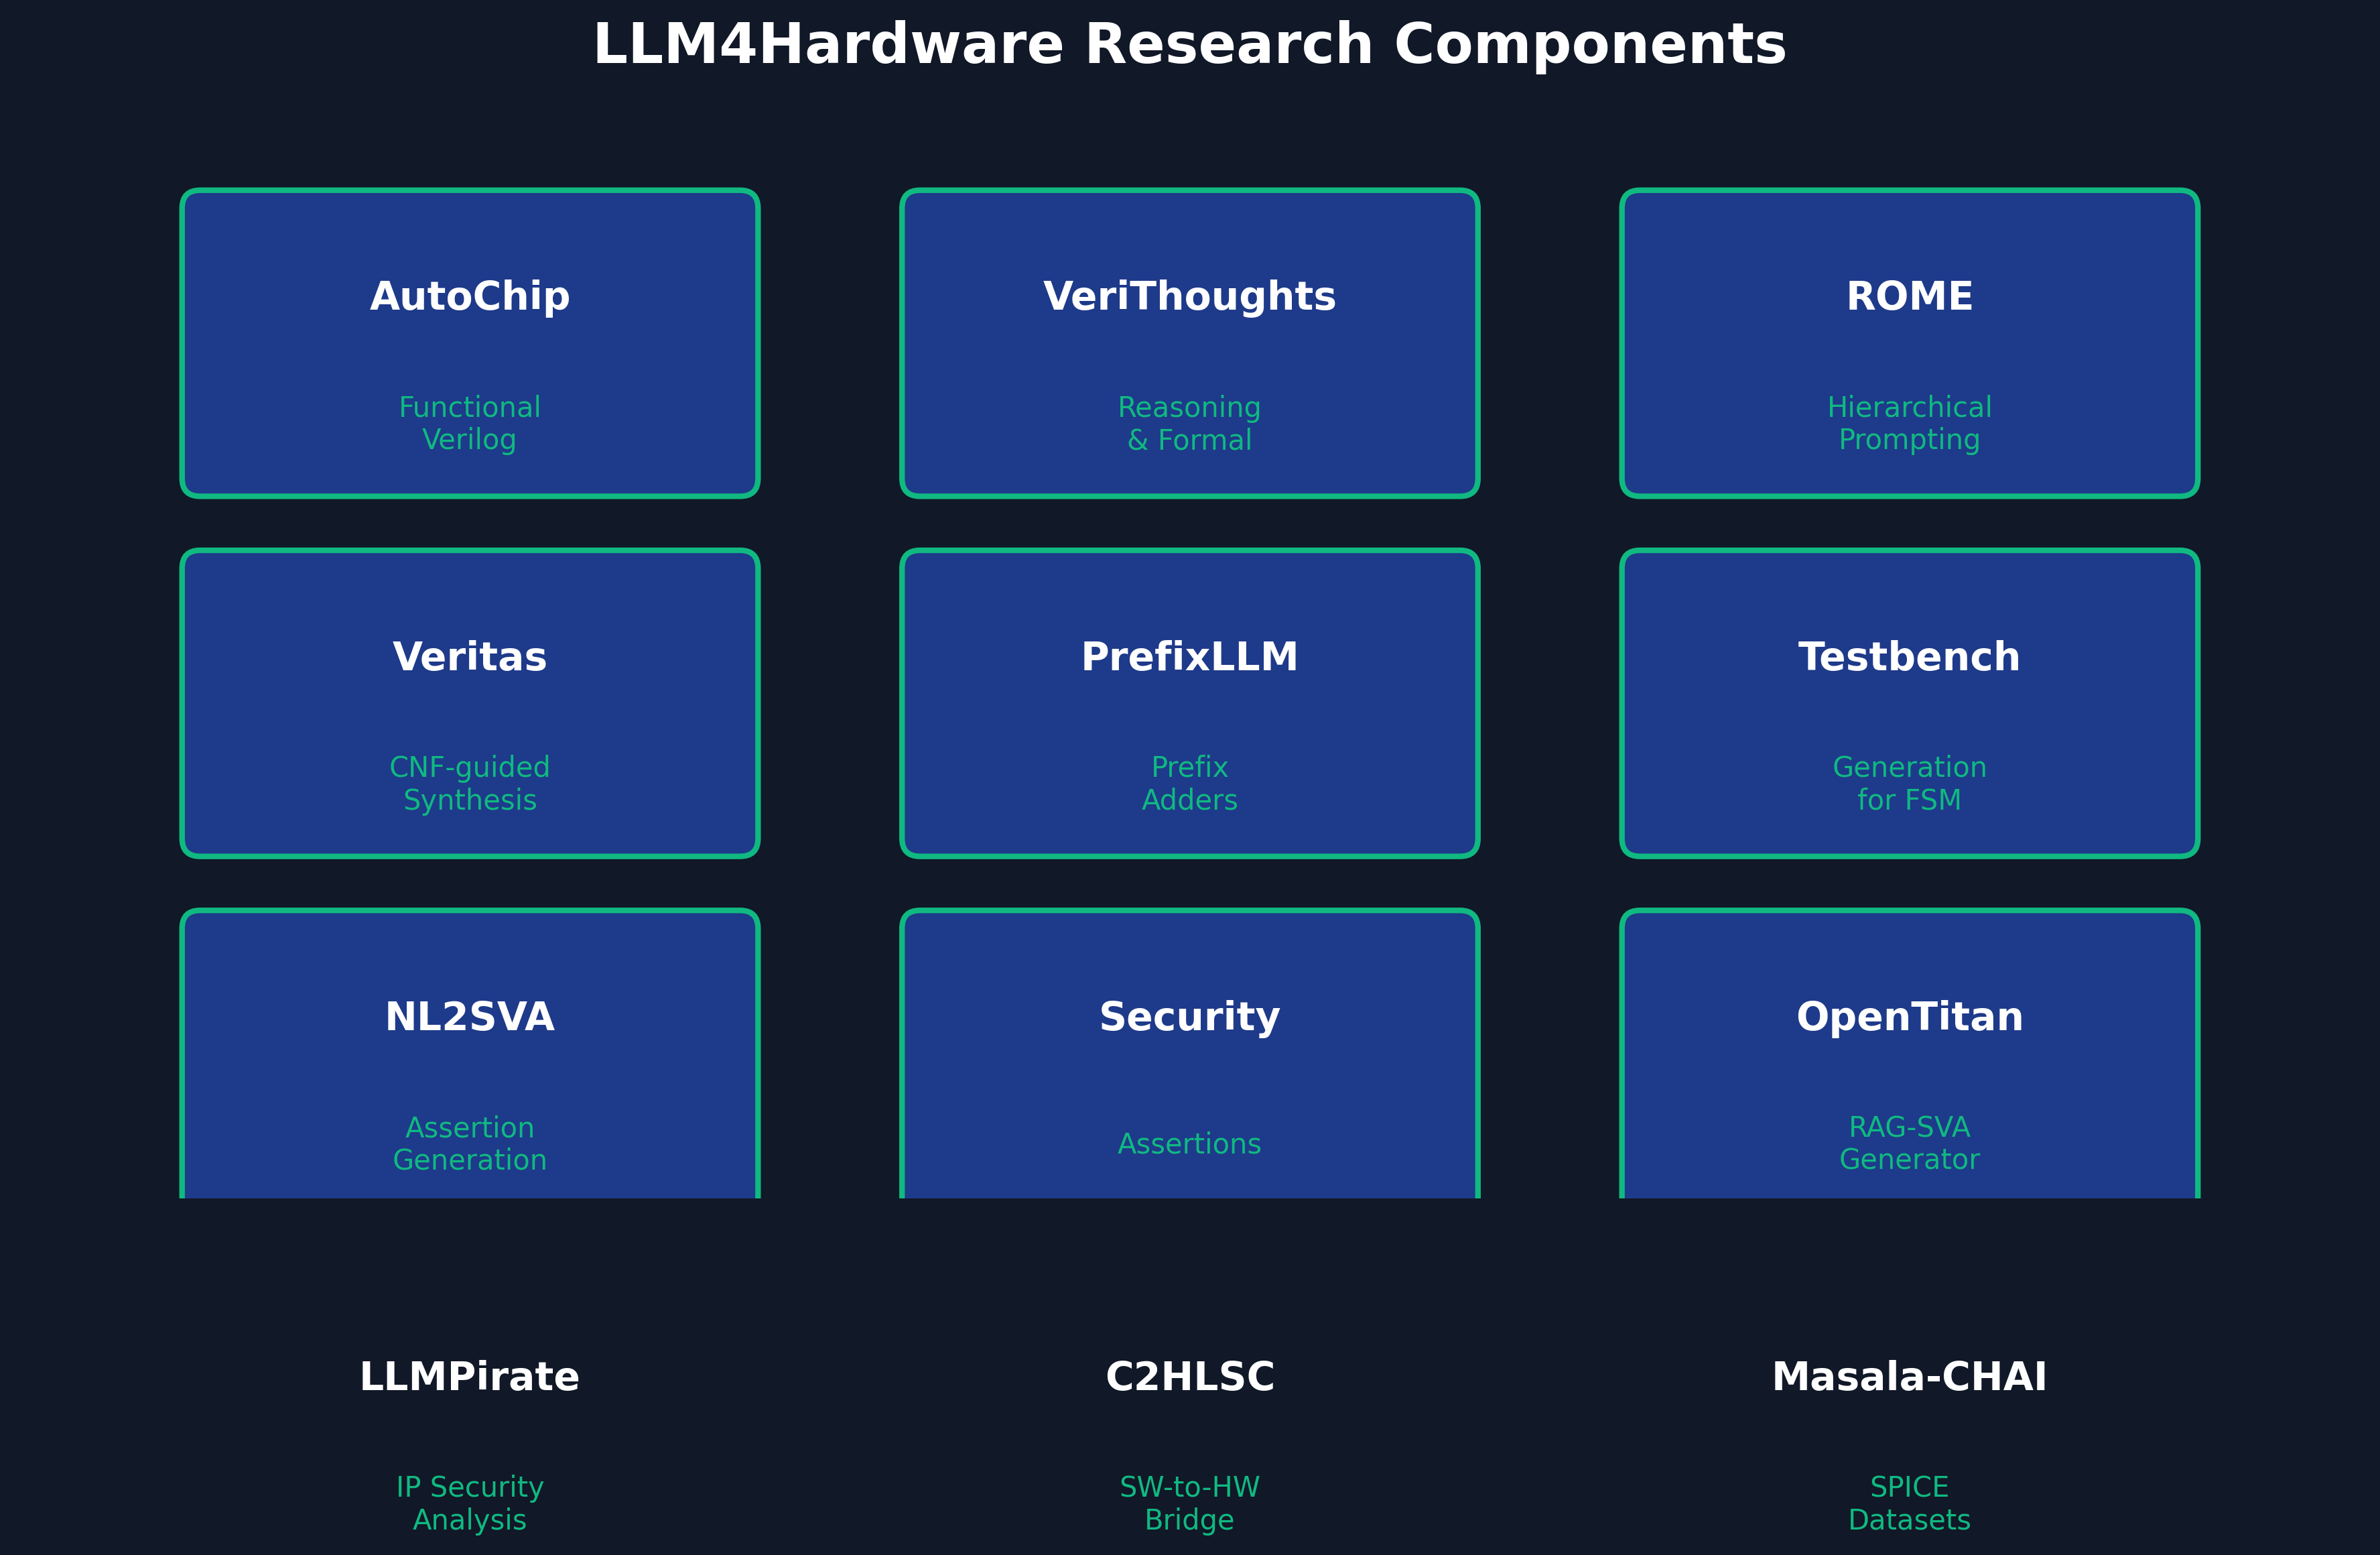 LLM4Hardware Research Components
AutoChip
Functional
Verilog
VeriThoughts
Reasoning
& Formal
ROME
Hierarchical
Prompting
Veritas
CNF-guided
Synthesis
PrefixLLM
Prefix
Adders
Testbench
Generation
for FSM
NL2SVA
Assertion
Generation
Security
Assertions
OpenTitan
RAG-SVA
Generator
LLMPirate
IP Security
Analysis
C2HLSC
SW-to-HW
Bridge
Masala-CHAI
SPICE
Datasets